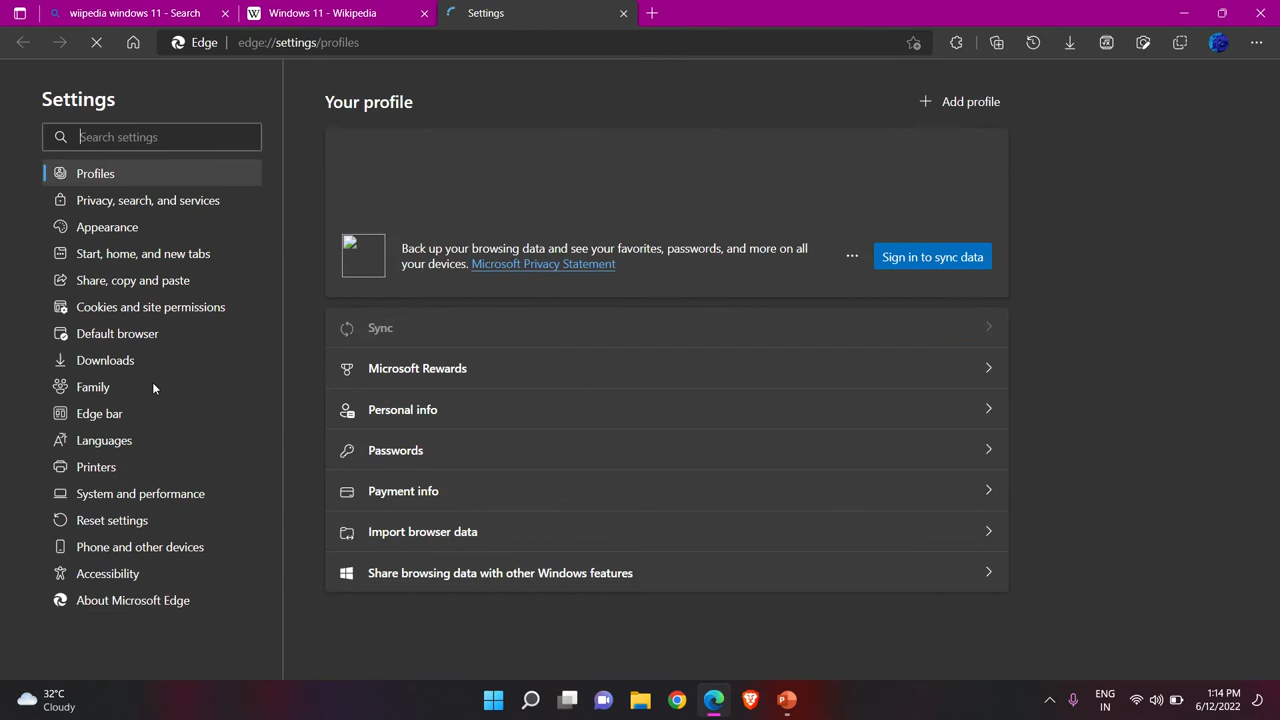 wiipedia windows 11 - Search
Windows 11 - Wikipedia
Settings
Edge
edge://settings/profiles
Settings
Search settings
Profiles
Privacy, search, and services
Appearance
Start, home, and new tabs
Share, copy and paste
Cookies and site permissions
Default browser
Downloads
Family
Edge bar
Languages
Printers
System and performance
Reset settings
Phone and other devices
Accessibility
About Microsoft Edge
Your profile
Add profile
Back up your browsing data and see your favorites, passwords, and more on all
your devices. Microsoft Privacy Statement
Sign in to sync data
Sync
Microsoft Rewards
Personal info
Passwords
Payment info
Import browser data
Share browsing data with other Windows features
32°C
Cloudy
ENG
IN
1:14 PM
6/12/2022